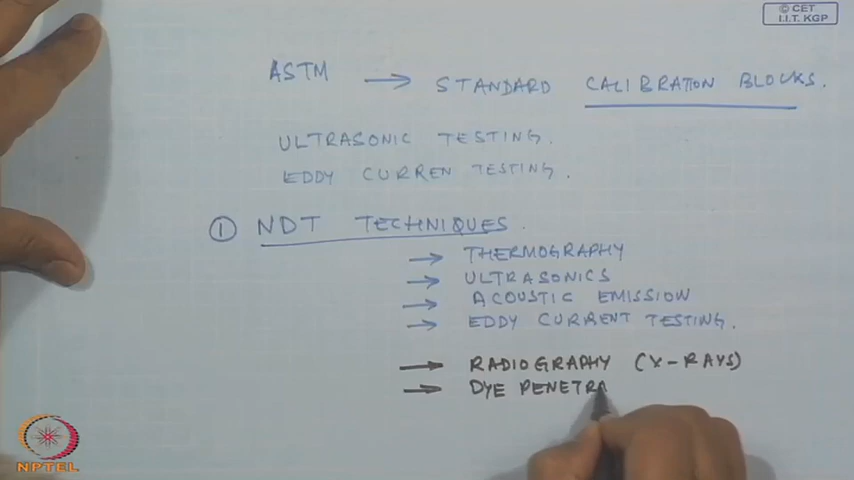 © CET
I.I.T. KGP
ASTM → STANDARD CALIBRATION BLOCKS.
ULTRASONIC TESTING.
EDDY CURREN TESTING.
① NDT TECHNIQUES
→ THERMOGRAPHY
→ ULTRASONICS
→ ACOUSTIC EMISSION
→ EDDY CURRENT TESTING.
→ RADIOGRAPHY (X-RAYS)
→ DYE PENETRA
NPTEL